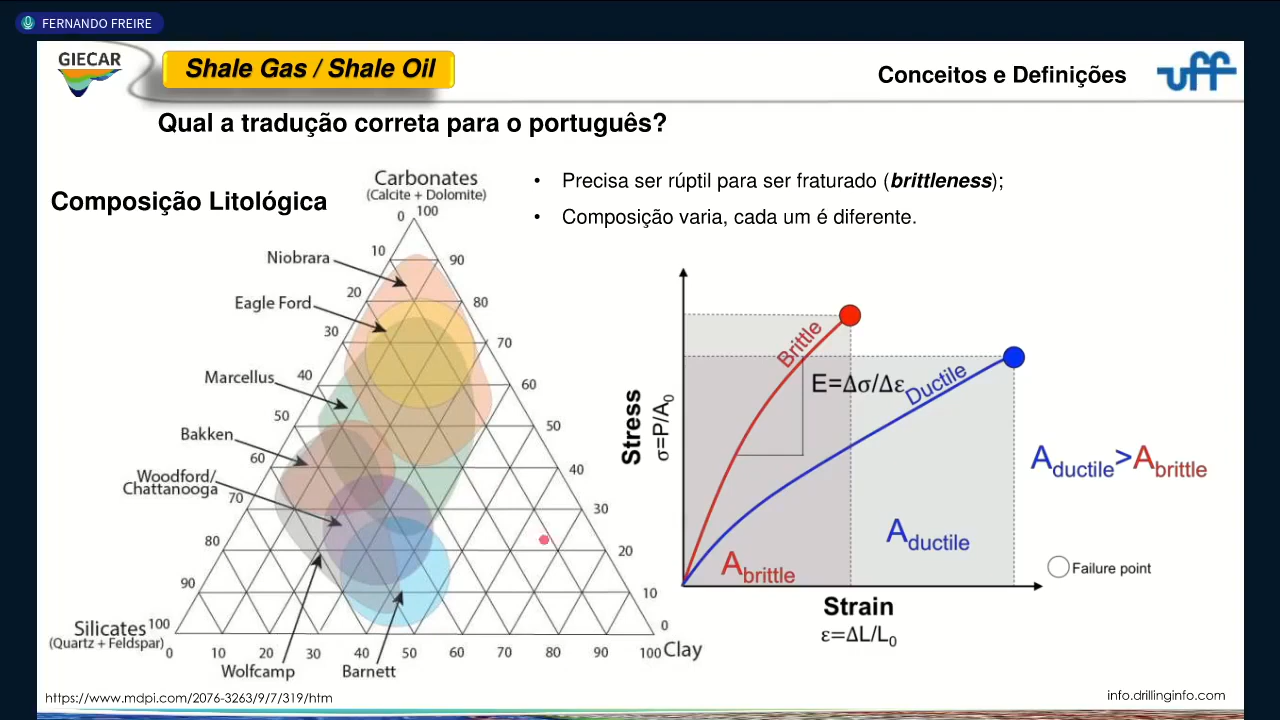 FERNANDO FREIRE
GIECAR
Shale Gas / Shale Oil
Conceitos e Definições
uff
Qual a tradução correta para o português?
Composição Litológica
• Precisa ser rúptil para ser fraturado (brittleness);
• Composição varia, cada um é diferente.
Carbonates
(Calcite + Dolomite)
0 100
10 90
20 80
30 70
40 60
50 50
60 40
70 30
80 20
90 10
100 0
Niobrara
Eagle Ford
Marcellus
Bakken
Woodford/
Chattanooga
Silicates
(Quartz + Feldspar)
0 10 20 30 40 50 60 70 80 90 100
Clay
Wolfcamp
Barnett
Stress
σ=P/A₀
Brittle
E=Δσ/Δε
Ductile
A ductile>A brittle
A ductile
A brittle
Failure point
Strain
ε=ΔL/L₀
https://www.mdpi.com/2076-3263/9/7/319/htm
info.drillinginfo.com